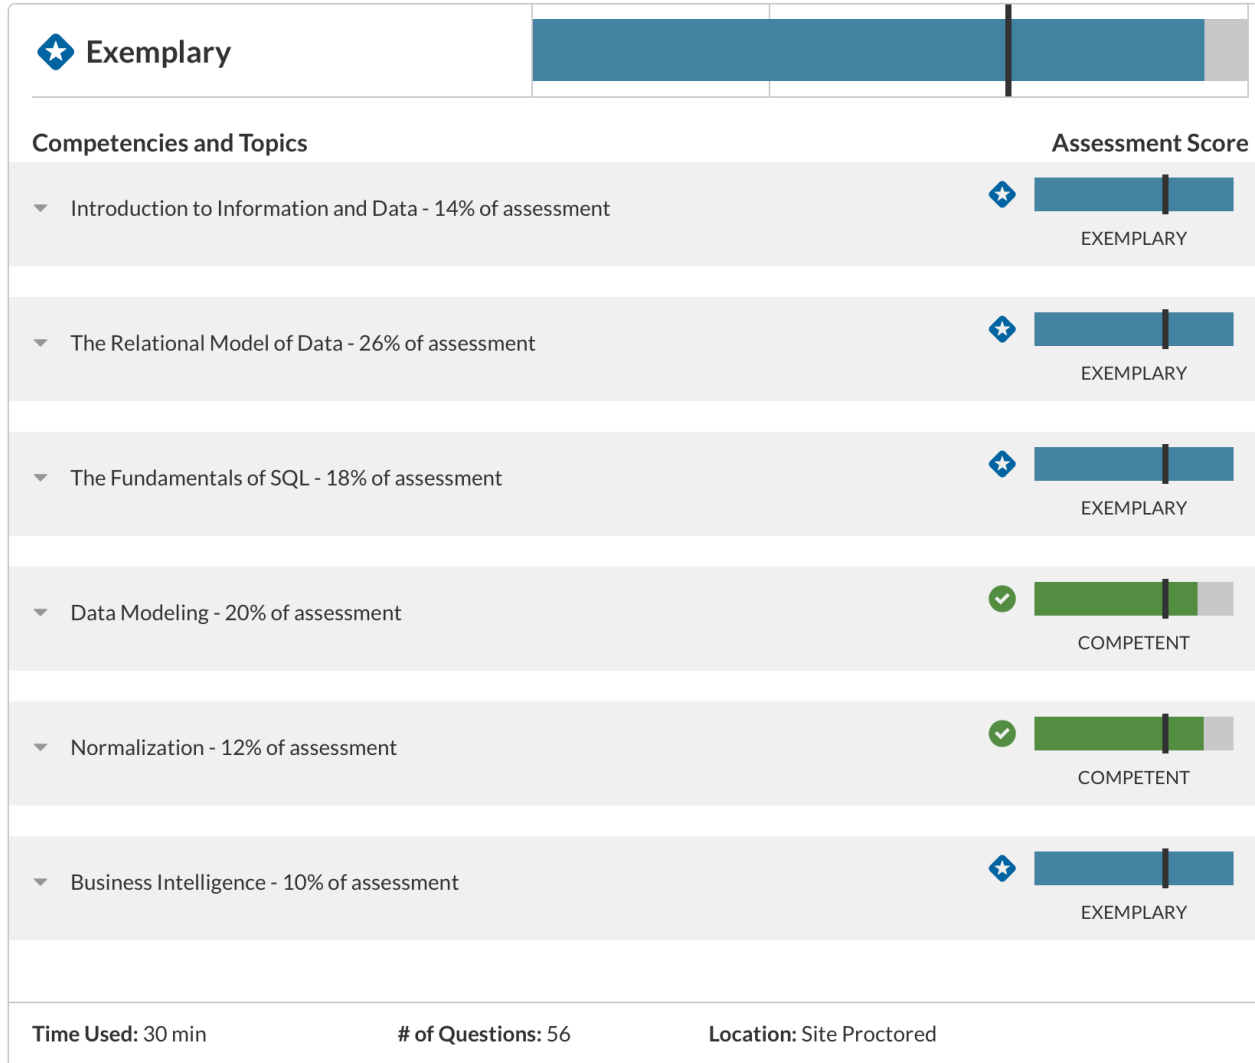 Exemplary
Competencies and Topics
Assessment Score
Introduction to Information and Data - 14% of assessment
EXEMPLARY
The Relational Model of Data - 26% of assessment
EXEMPLARY
The Fundamentals of SQL - 18% of assessment
EXEMPLARY
Data Modeling - 20% of assessment
COMPETENT
Normalization - 12% of assessment
COMPETENT
Business Intelligence - 10% of assessment
EXEMPLARY
Time Used: 30 min
# of Questions: 56
Location: Site Proctored